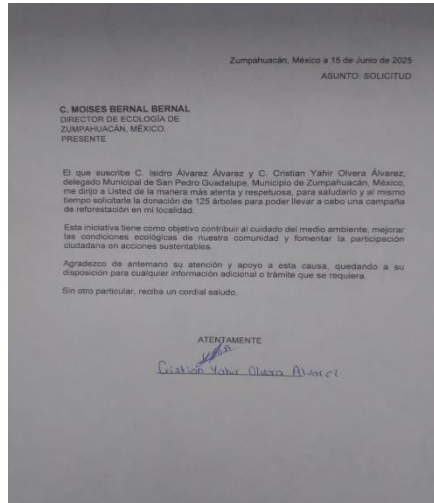 Zumpahuacán, México a 15 de Junio de 2025
ASUNTO: SOLICITUD
C. MOISES BERNAL BERNAL
DIRECTOR DE ECOLOGÍA DE
ZUMPAHUACÁN, MÉXICO.
PRESENTE
El que suscribe C. Isidro Álvarez Álvarez y C. Cristian Yahir Olvera Álvarez,
delegado Municipal de San Pedro Guadalupe, Municipio de Zumpahuacán, México,
me dirijo a Usted de la manera más atenta y respetuosa, para saludarlo y al mismo
tiempo solicitarle la donación de 125 árboles para poder llevar a cabo una campaña
de reforestación en mi localidad.
Esta iniciativa tiene como objetivo contribuir al cuidado del medio ambiente, mejorar
las condiciones ecológicas de nuestra comunidad y fomentar la participación
ciudadana en acciones sustentables.
Agradezco de antemano su atención y apoyo a esta causa, quedando a su
disposición para cualquier información adicional o trámite que se requiera.
Sin otro particular, reciba un cordial saludo.
ATENTAMENTE
Cristian Yahir Olvera Alvarez